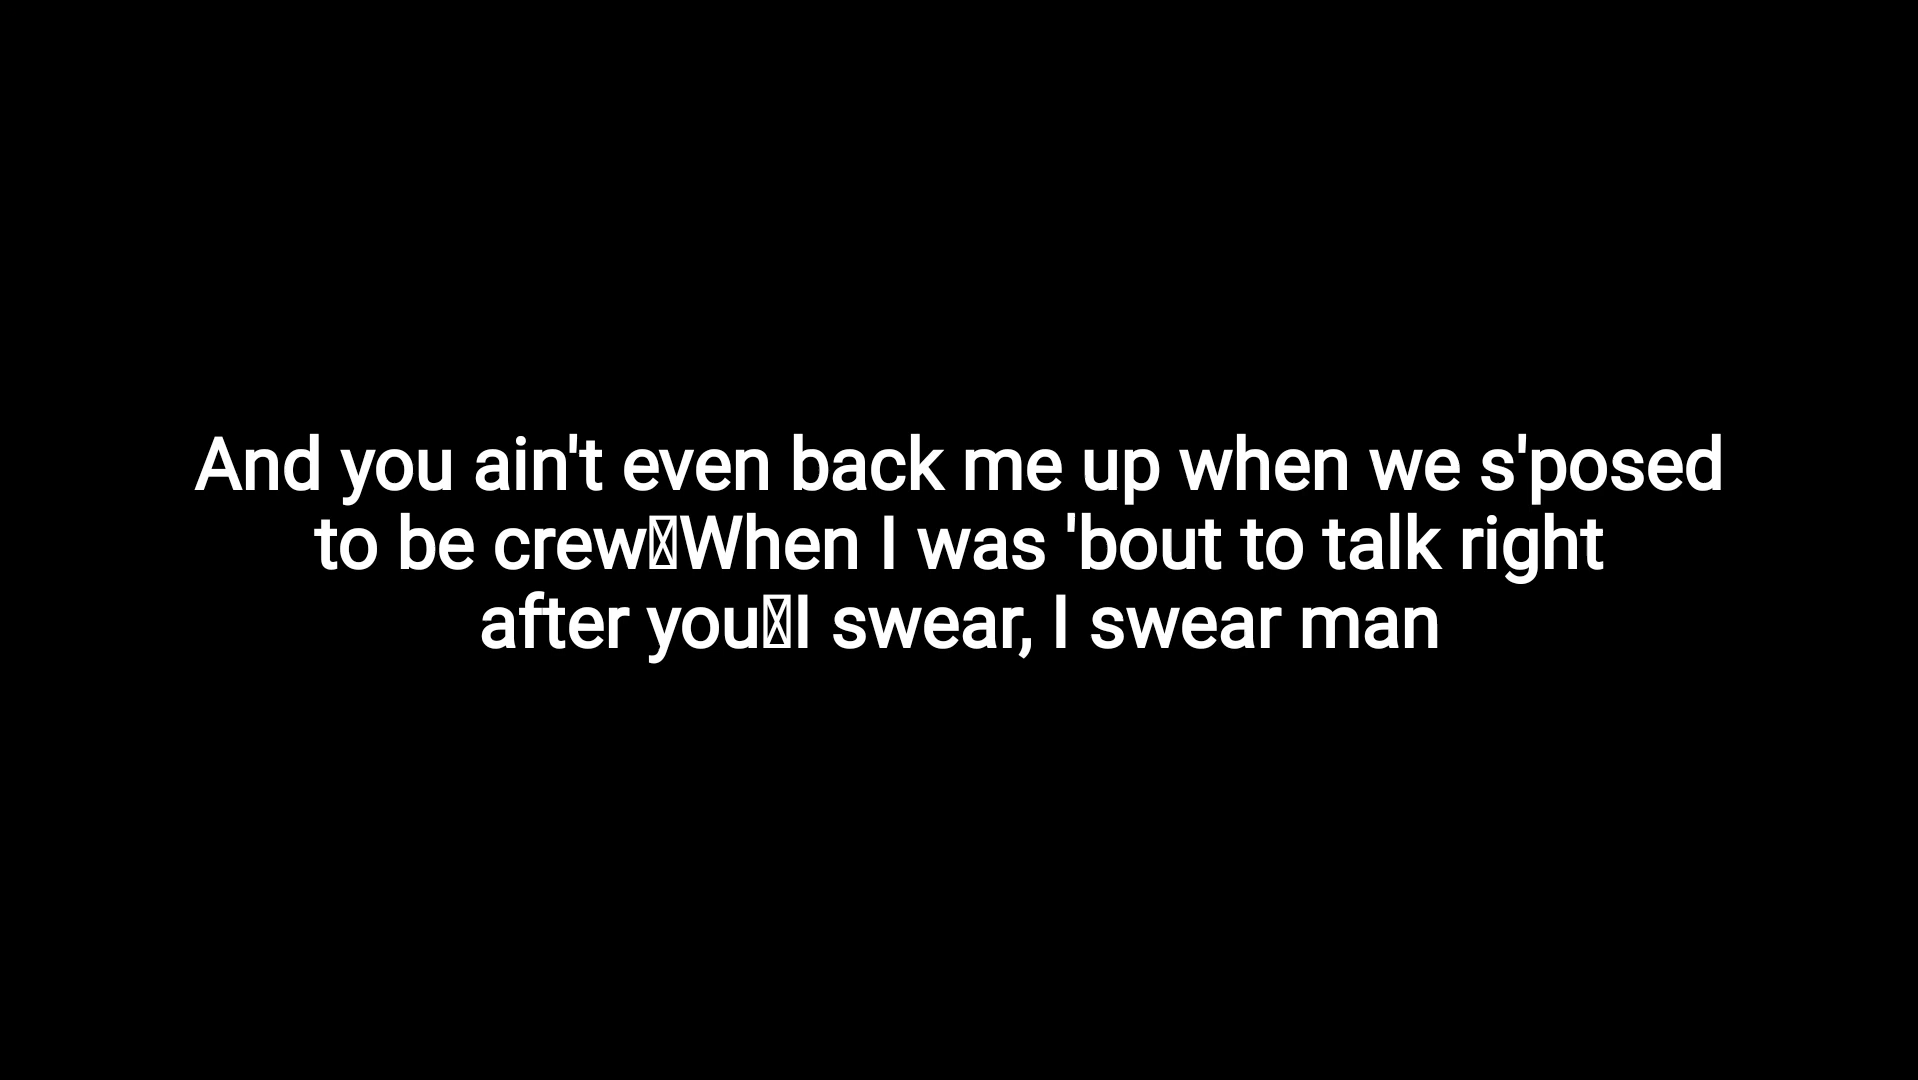 And you ain't even back me up when we s'posed
to be crew￾When I was 'bout to talk right
after you￾I swear, I swear man